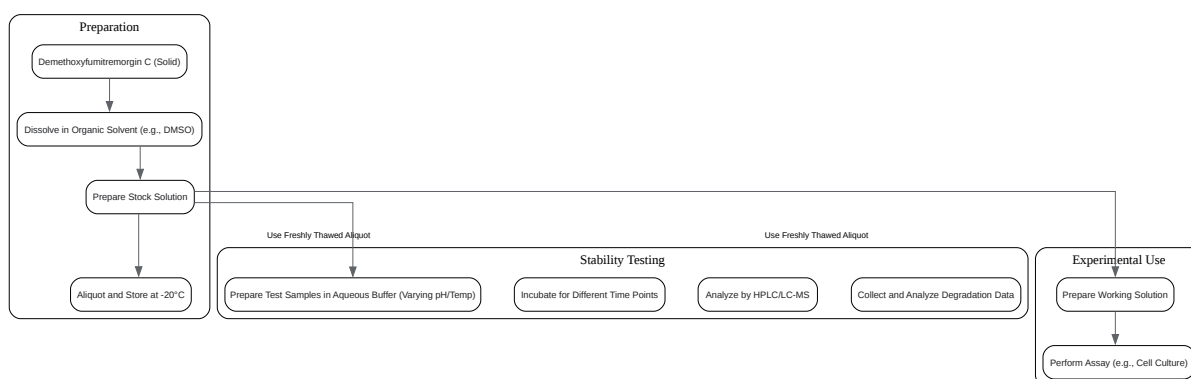 Preparation
Demethoxyfumitremorgin C (Solid)
Dissolve in Organic Solvent (e.g., DMSO)
Prepare Stock Solution
Use Freshly Thawed Aliquot
Use Freshly Thawed Aliquot
Stability Testing
Experimental Use
Aliquot and Store at -20°C
Prepare Test Samples in Aqueous Buffer (Varying pH/Temp)
Incubate for Different Time Points
Analyze by HPLC/LC-MS
Collect and Analyze Degradation Data
Prepare Working Solution
Perform Assay (e.g., Cell Culture)